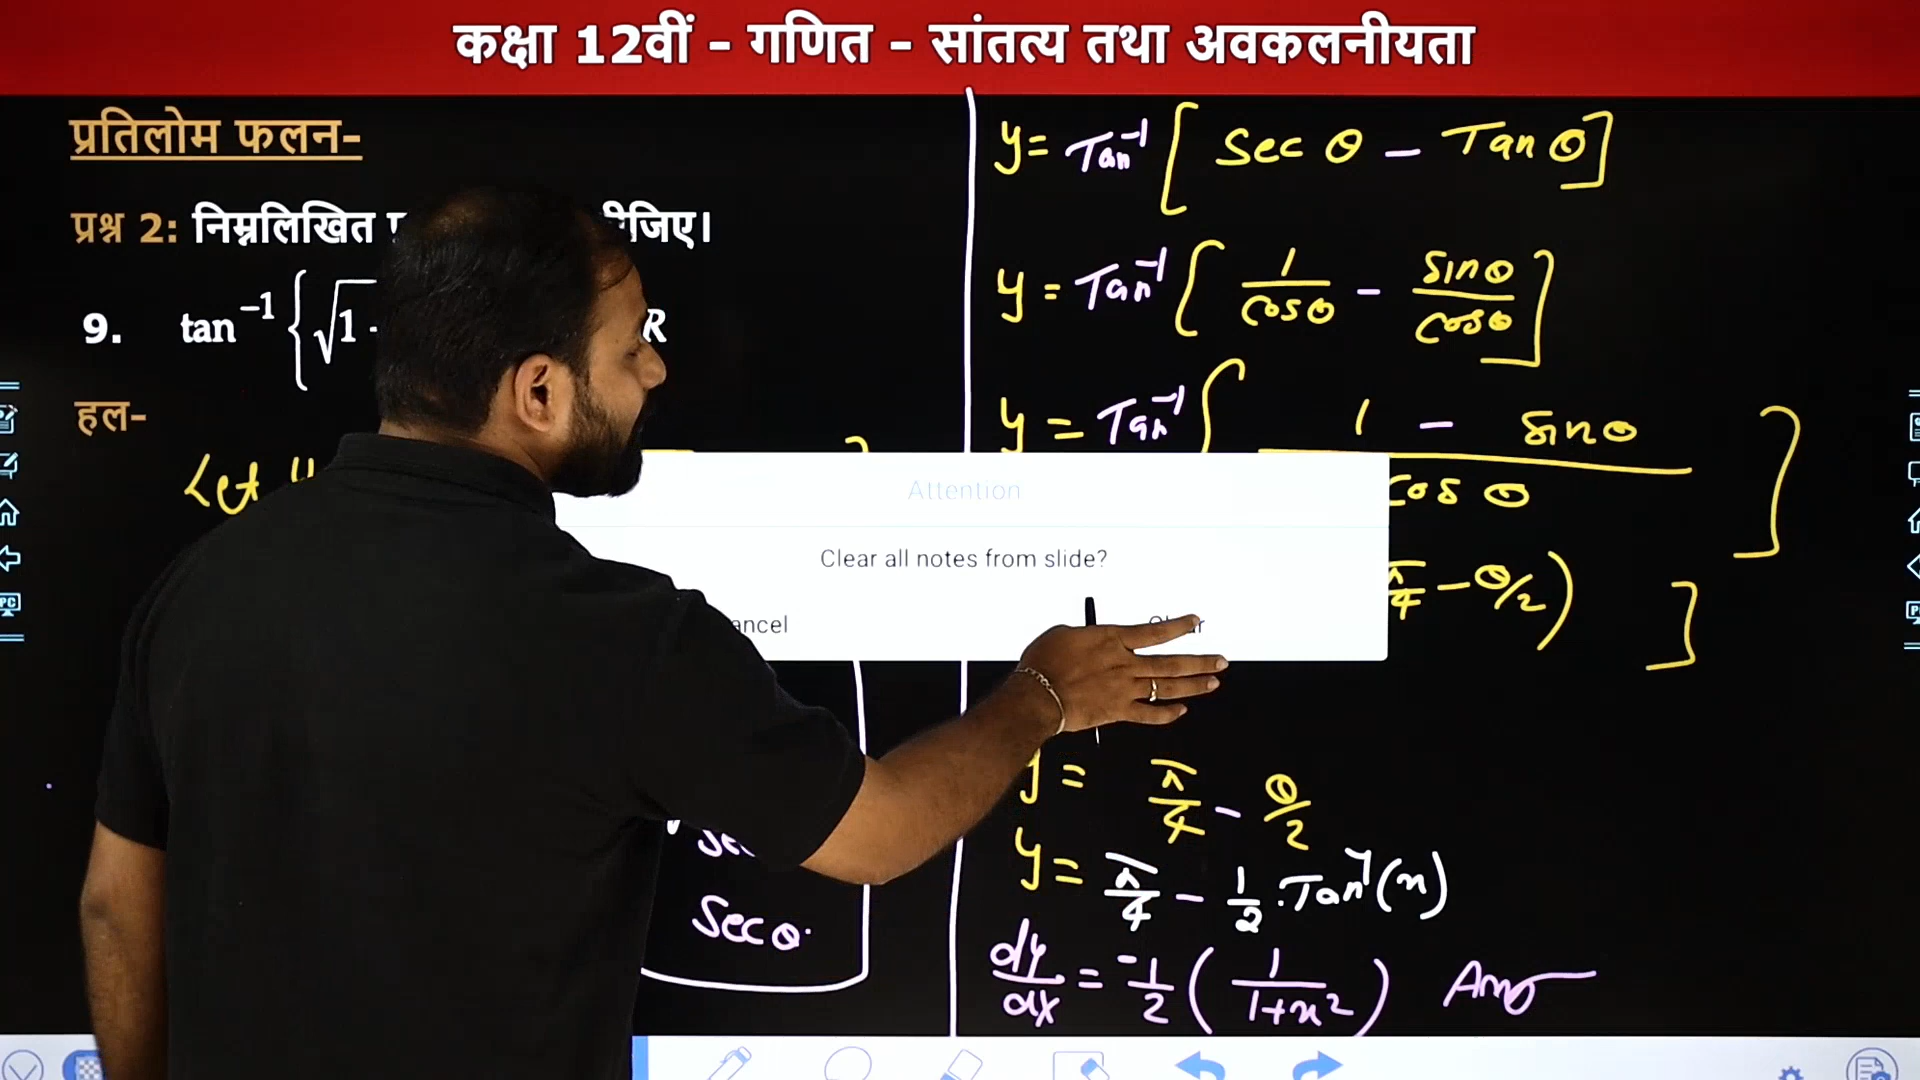 कक्षा 12वीं - गणित - सांतत्य तथा अवकलनीयता
प्रतिलोम फलन-
प्रश्न 2: निम्नलिखित
9. tan⁻¹ {√1
R
हल-
Let y
Sec θ
y = Tan⁻¹ [ Sec θ - Tan θ ]
y = Tan⁻¹ [ 1/cosθ - sinθ/cosθ ]
y = Tan⁻¹ [ 1 - sinθ / cos θ ]
π/4 - θ/2) ]
Attention
Clear all notes from slide?
y = π/4 - θ/2
y = π/4 - 1/2 . Tan⁻¹(x)
dy/dx = -1/2 ( 1/1+x² ) Ans